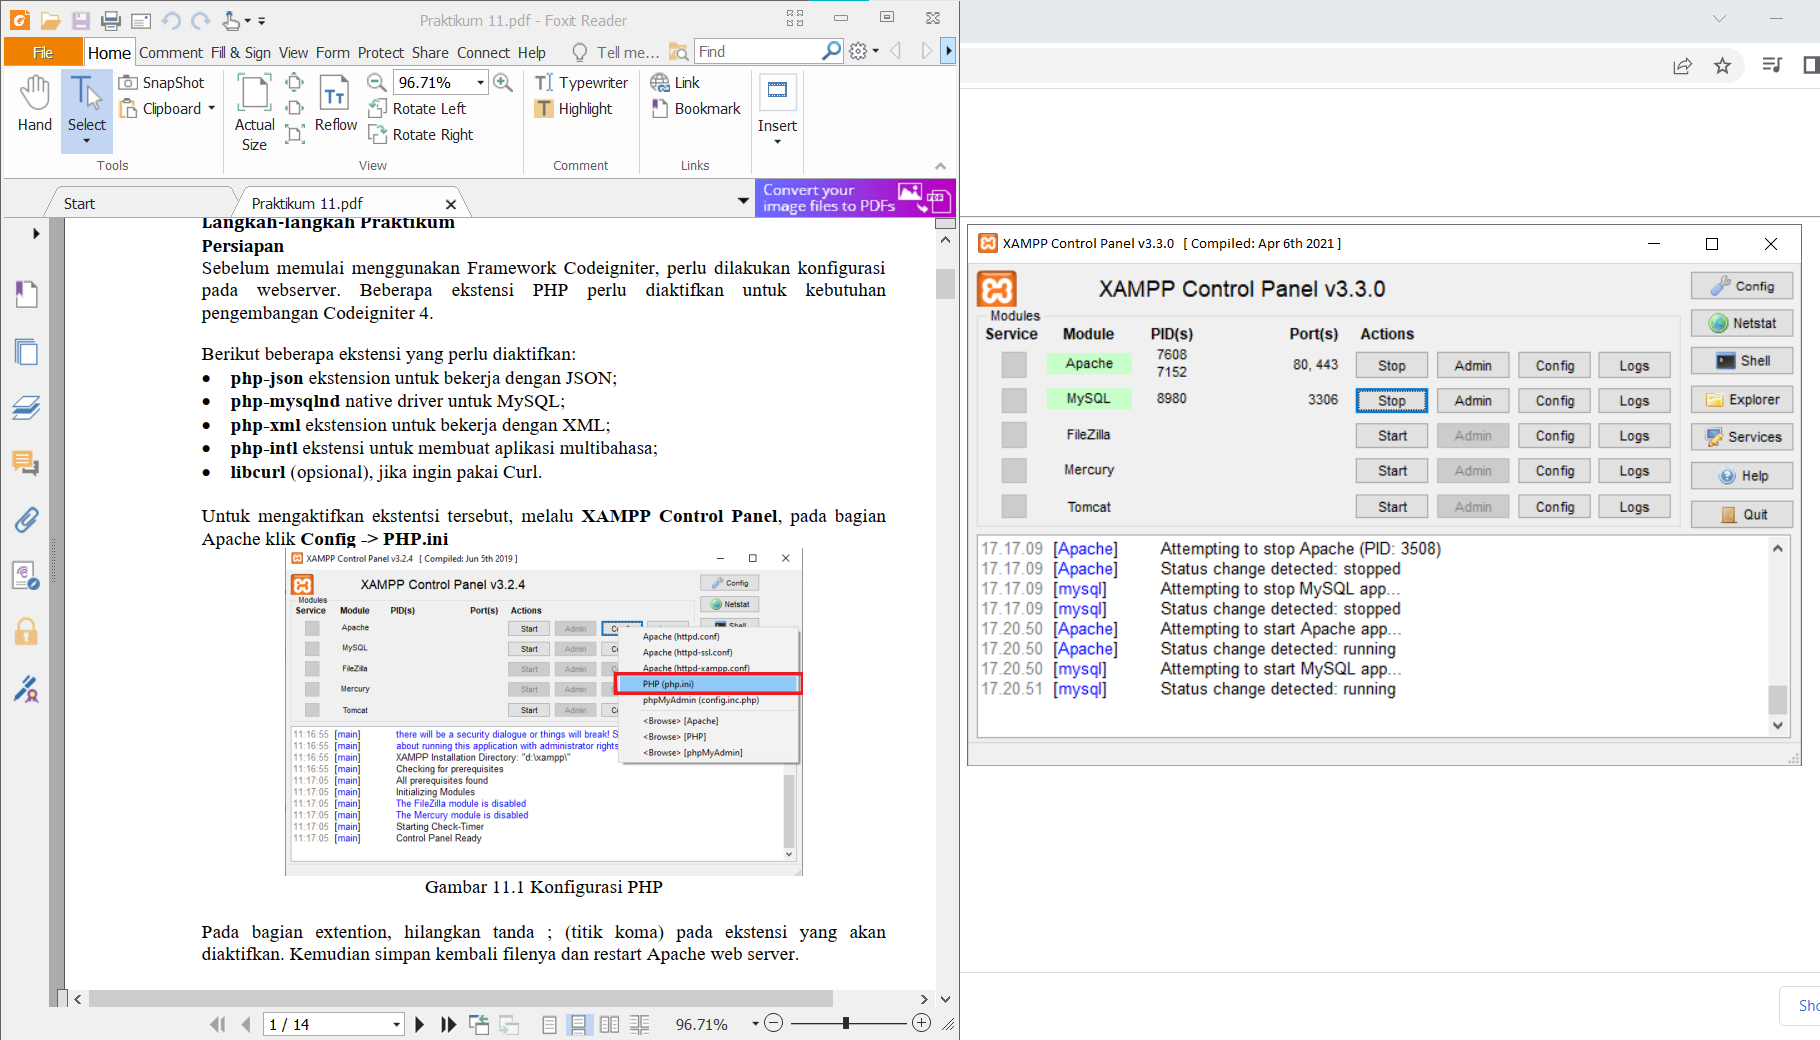 Praktikum 11.pdf - Foxit Reader
File Home Comment Fill & Sign View Form Protect Share Connect Help Tell me... Find
Hand
Select
SnapShot
Clipboard
Tools
Actual
Size
Reflow
96.71%
Rotate Left
Rotate Right
View
Typewriter
Highlight
Comment
Link
Bookmark
Links
Insert
Start
Praktikum 11.pdf
Convert your
image files to PDFs
Langkah-langkah Praktikum
Persiapan
Sebelum memulai menggunakan Framework Codeigniter, perlu dilakukan konfigurasi
pada webserver. Beberapa ekstensi PHP perlu diaktifkan untuk kebutuhan
pengembangan Codeigniter 4.
Berikut beberapa ekstensi yang perlu diaktifkan:
• php-json ekstension untuk bekerja dengan JSON;
• php-mysqlnd native driver untuk MySQL;
• php-xml ekstension untuk bekerja dengan XML;
• php-intl ekstensi untuk membuat aplikasi multibahasa;
• libcurl (opsional), jika ingin pakai Curl.
Untuk mengaktifkan ekstentsi tersebut, melalu XAMPP Control Panel, pada bagian
Apache klik Config -> PHP.ini
XAMPP Control Panel v3.2.4 [ Compiled: Jun 5th 2019 ]
XAMPP Control Panel v3.2.4
Config
Netstat
Shell
Modules
Service Module PID(s) Port(s) Actions
Apache Start Admin
MySQL Start Admin
FileZilla Start Admin
Mercury Start Admin
Tomcat Start Admin
Apache (httpd.conf)
Apache (httpd-ssl.conf)
Apache (httpd-xampp.conf)
PHP (php.ini)
phpMyAdmin (config.inc.php)
<Browse> [Apache]
<Browse> [PHP]
<Browse> [phpMyAdmin]
11:16:55 [main] there will be a security dialogue or things will break! S
11:16:55 [main] about running this application with administrator rights
11:16:55 [main] XAMPP Installation Directory: "d:\xampp\"
11:16:55 [main] Checking for prerequisites
11:17:05 [main] All prerequisites found
11:17:05 [main] Initializing Modules
11:17:05 [main] The FileZilla module is disabled
11:17:05 [main] The Mercury module is disabled
11:17:05 [main] Starting Check-Timer
11:17:05 [main] Control Panel Ready
Gambar 11.1 Konfigurasi PHP
Pada bagian extention, hilangkan tanda ; (titik koma) pada ekstensi yang akan
diaktifkan. Kemudian simpan kembali filenya dan restart Apache web server.
1 / 14
96.71%
XAMPP Control Panel v3.3.0 [ Compiled: Apr 6th 2021 ]
XAMPP Control Panel v3.3.0
Modules
Service Module PID(s) Port(s) Actions
Apache 7608
7152 80, 443 Stop Admin Config Logs
MySQL 8980 3306 Stop Admin Config Logs
FileZilla Start Admin Config Logs
Mercury Start Admin Config Logs
Tomcat Start Admin Config Logs
Config
Netstat
Shell
Explorer
Services
Help
Quit
17.17.09 [Apache] Attempting to stop Apache (PID: 3508)
17.17.09 [Apache] Status change detected: stopped
17.17.09 [mysql] Attempting to stop MySQL app...
17.17.09 [mysql] Status change detected: stopped
17.20.50 [Apache] Attempting to start Apache app...
17.20.50 [Apache] Status change detected: running
17.20.50 [mysql] Attempting to start MySQL app...
17.20.51 [mysql] Status change detected: running